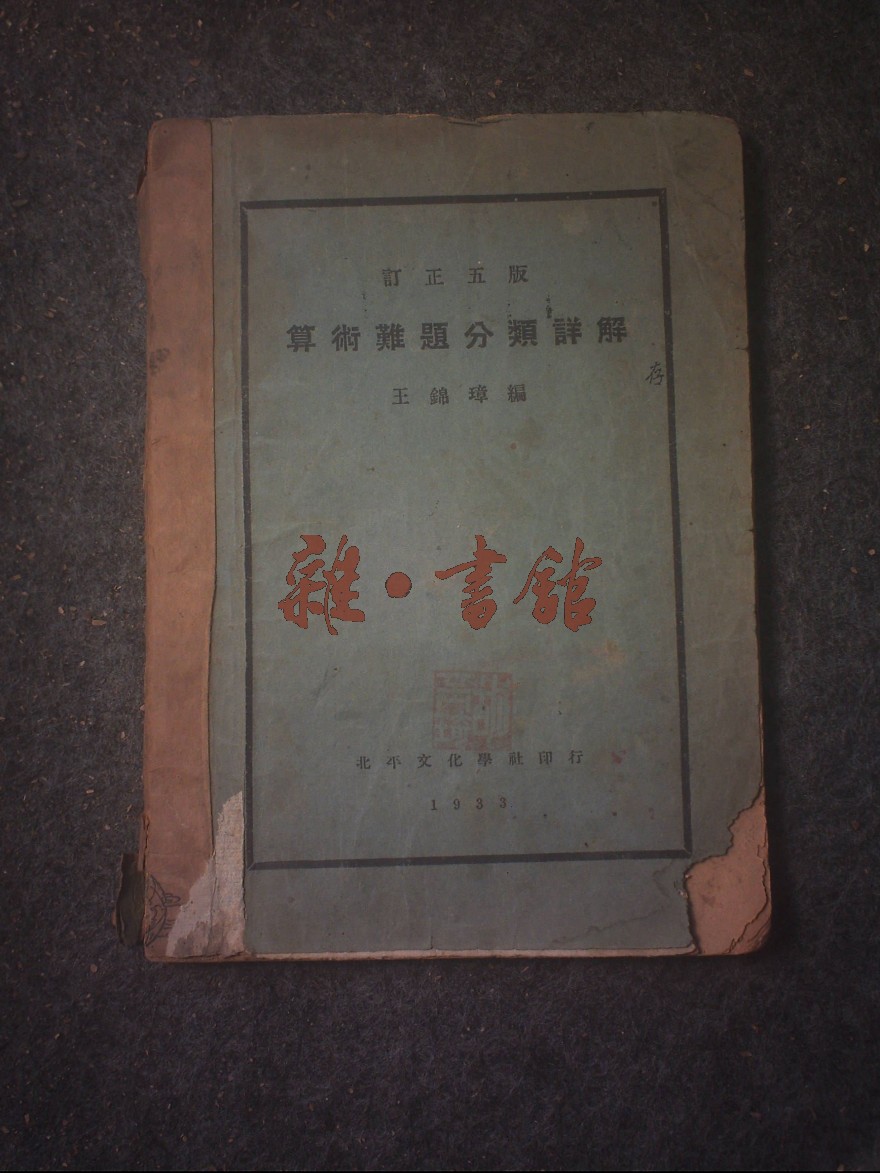 訂正五版
算術難題分類詳解
存
王錦璋編
雜·書館
北平文化學社印行
1933